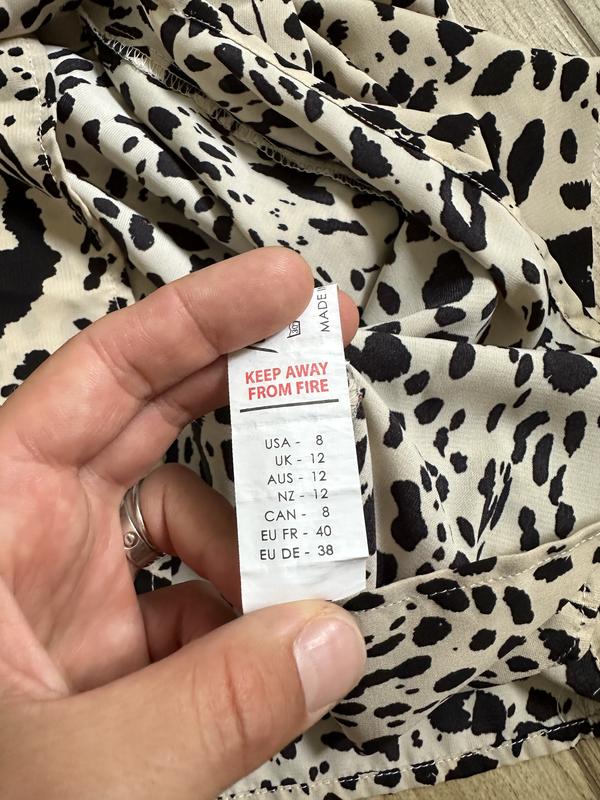 MADE
KEEP AWAY
FROM FIRE
USA - 8
UK - 12
AUS - 12
NZ - 12
CAN - 8
EU FR - 40
EU DE - 38